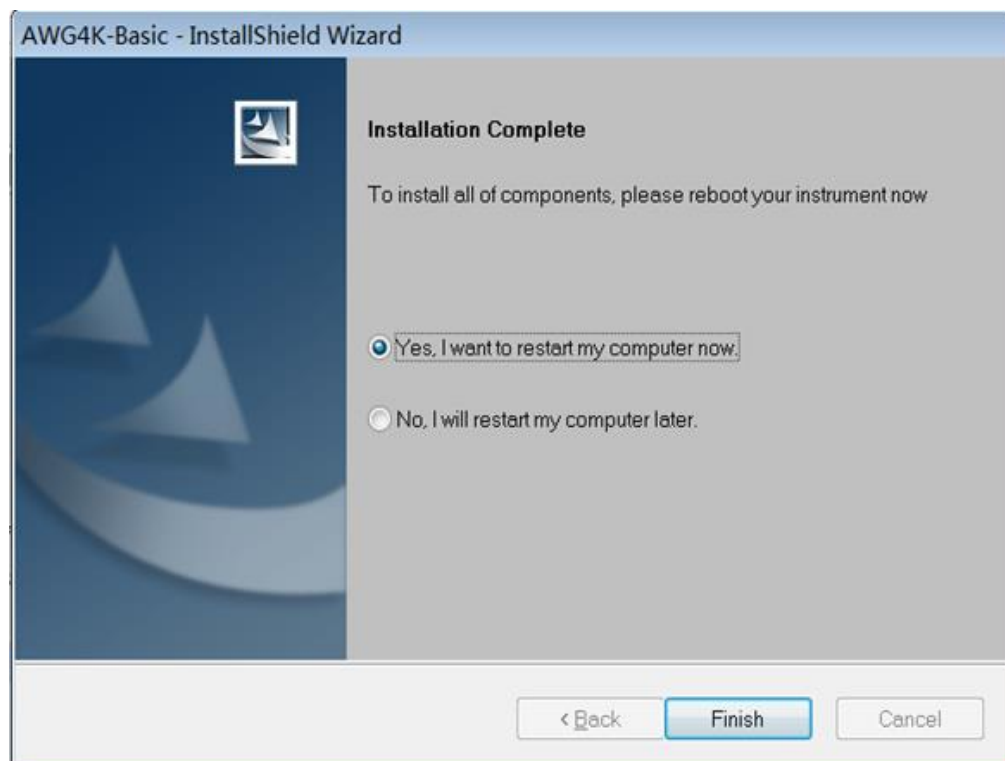 AWG4K-Basic - InstallShield Wizard
Installation Complete
To install all of components, please reboot your instrument now
Yes, I want to restart my computer now.
No, I will restart my computer later.
< Back Finish Cancel